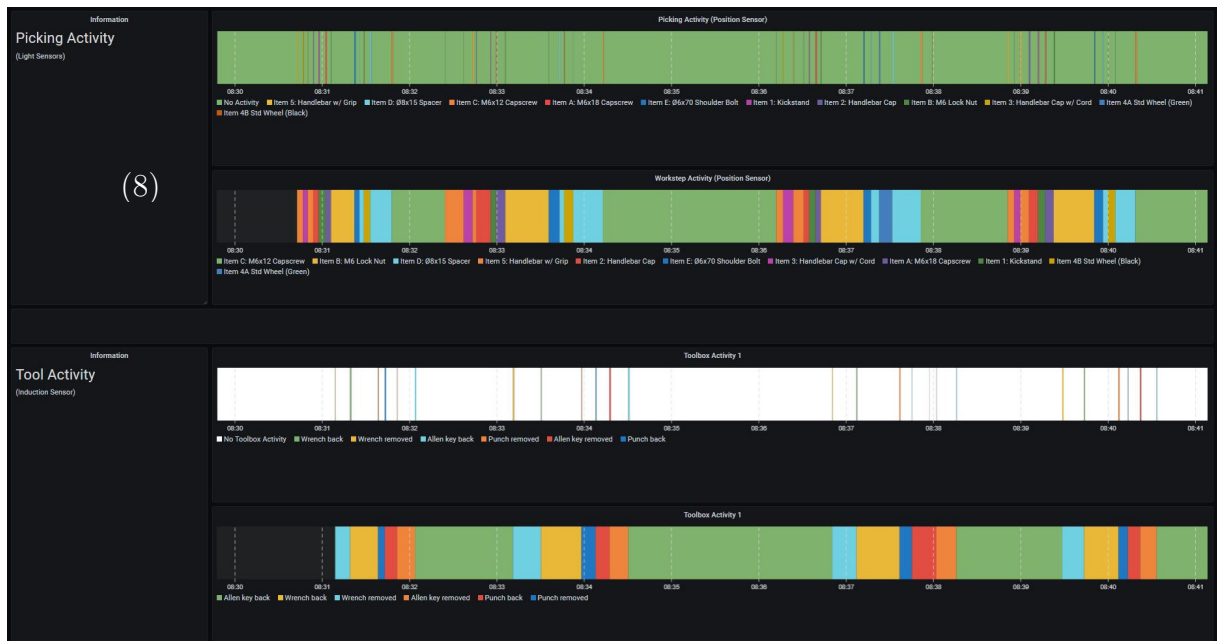 Information
Picking Activity
(Light Sensors)
(8)
Picking Activity (Position Sensor)
08:30 08:31 08:32 08:33 08:34 08:35 08:36 08:37 08:38 08:39 08:40 08:41
No Activity Item 5: Handlebar w/ Grip Item D: Ø8x15 Spacer Item C: M6x12 Capscrew Item A: M6x18 Capscrew Item E: Ø6x70 Shoulder Bolt Item 1: Kickstand Item 2: Handlebar Cap Item B: M6 Lock Nut Item 3: Handlebar Cap w/ Cord Item 4A Std Wheel (Green)
Item 4B Std Wheel (Black)
Workstep Activity (Position Sensor)
08:30 08:31 08:32 08:33 08:34 08:35 08:36 08:37 08:38 08:39 08:40 08:41
Item C: M6x12 Capscrew Item B: M6 Lock Nut Item D: Ø8x15 Spacer Item 5: Handlebar w/ Grip Item 2: Handlebar Cap Item E: Ø6x70 Shoulder Bolt Item 3: Handlebar Cap w/ Cord Item A: M6x18 Capscrew Item 1: Kickstand Item 4B Std Wheel (Black)
Item 4A Std Wheel (Green)
Information
Tool Activity
(Induction Sensor)
Toolbox Activity 1
08:30 08:31 08:32 08:33 08:34 08:35 08:36 08:37 08:38 08:39 08:40 08:41
No Toolbox Activity Wrench back Wrench removed Allen key back Punch removed Allen key removed Punch back
Toolbox Activity 1
08:30 08:31 08:32 08:33 08:34 08:35 08:36 08:37 08:38 08:39 08:40 08:41
Allen key back Wrench back Wrench removed Allen key removed Punch back Punch removed